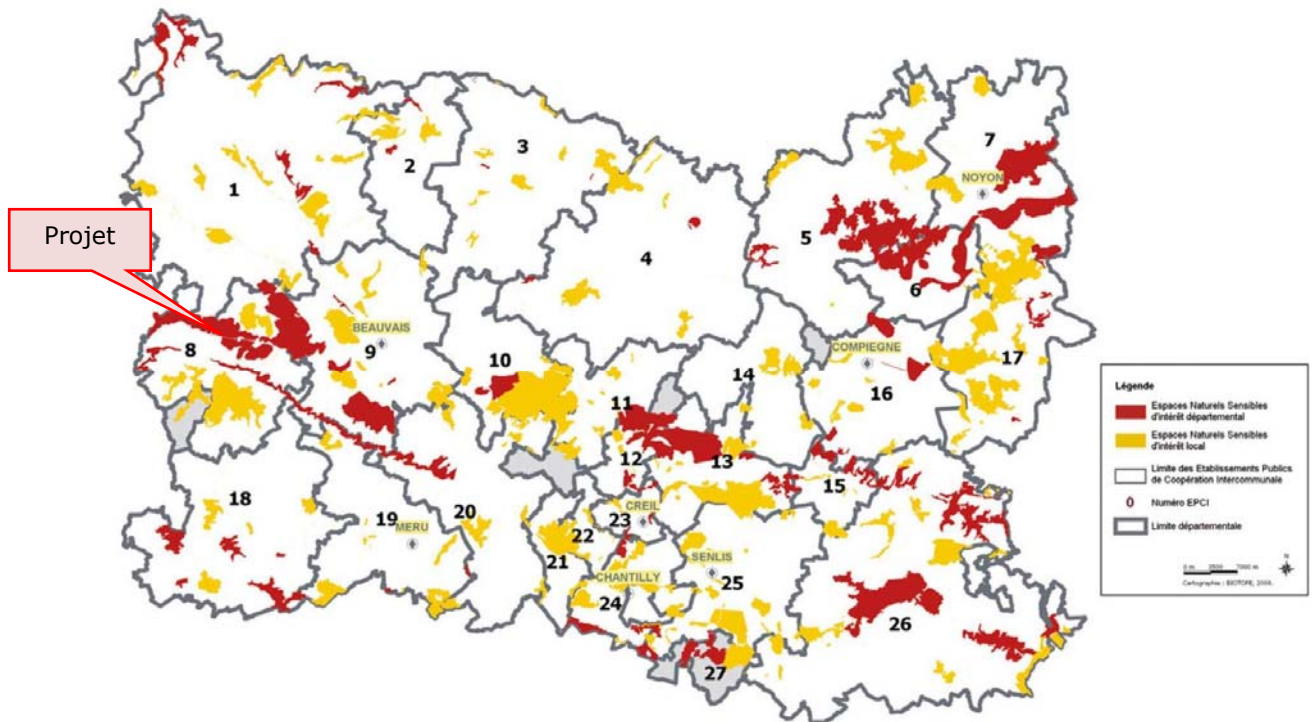 7
3
2
NOYON
1
Projet
5
4
6
BEAUVAIS
COMPIEGNE
8
9
10
17
14
16
11
12
13
15
18
20
19
MERU
23
CREIL
22
21
SENLIS
25
CHANTILLY
24
26
27
Légende
Espaces Naturels Sensibles
d'intérêt départemental
Espaces Naturels Sensibles
d'intérêt local
Limite des Etablissements Publics
de Coopération Intercommunale
0 Numéro EPCI
Limite départementale
N
0 m 3500 7000 m
Cartographie : BIOTOPE, 2008.